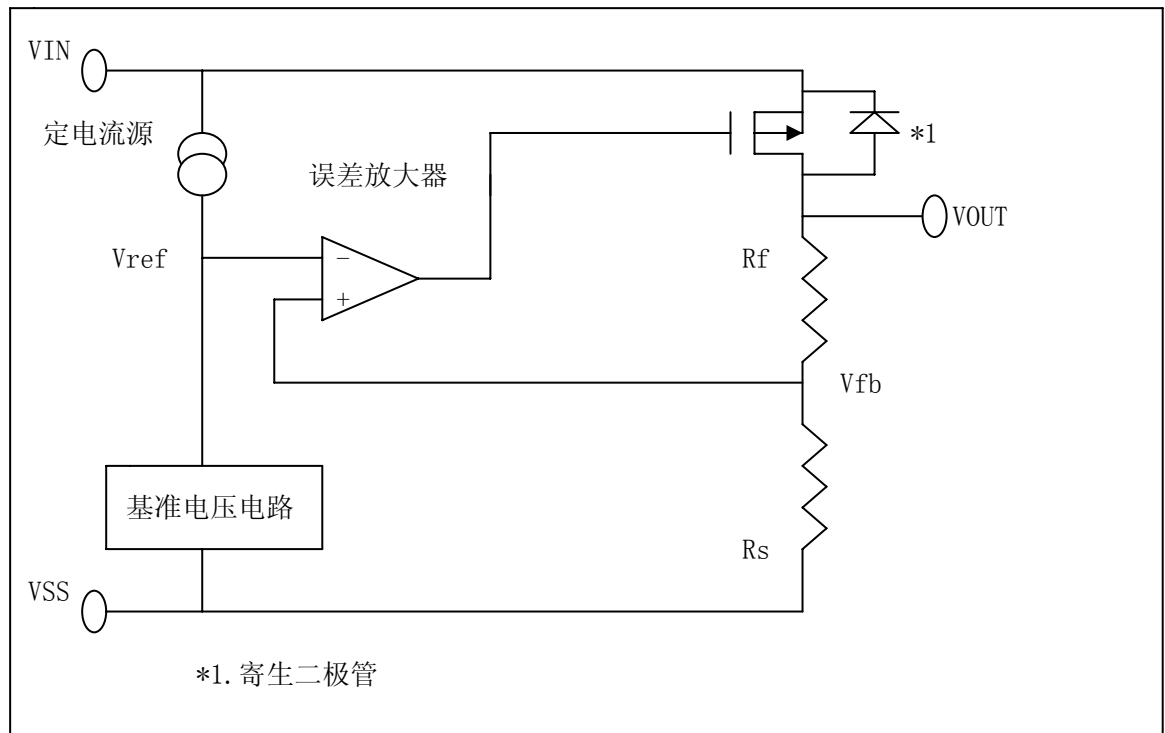 VIN
定电流源
*1
误差放大器
VOUT
Vref
−
Rf
+
Vfb
基准电压电路
Rs
VSS
*1.寄生二极管